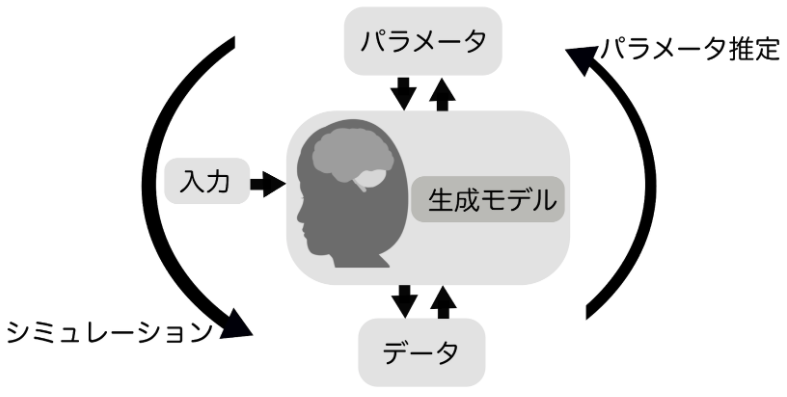 パラメータ
パラメータ推定
入力
生成モデル
シミュレーション
データ